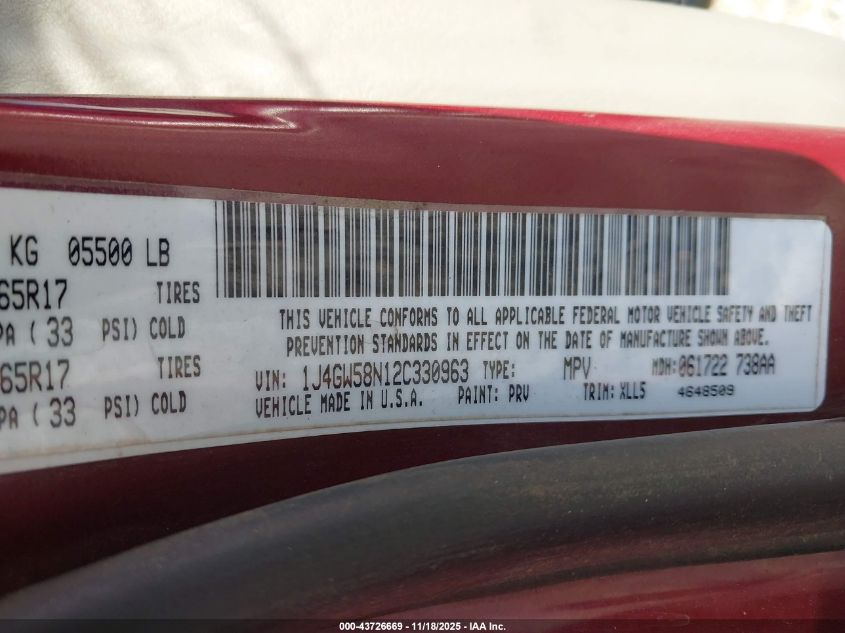 KG 05500 LB
65R17 TIRES
PA ( 33 PSI) COLD
65R17 TIRES
PA ( 33 PSI) COLD
THIS VEHICLE CONFORMS TO ALL APPLICABLE FEDERAL MOTOR VEHICLE SAFETY AND THEFT
PREVENTION STANDARDS IN EFFECT ON THE DATE OF MANUFACTURE SHOWN ABOVE.
VIN: 1J4GW58N12C330963 TYPE: MPV MDH:061722 738AA
VEHICLE MADE IN U.S.A. PAINT: PRV TRIM: XLL5 4648509
000-43726669 - 11/18/2025 - IAA Inc.